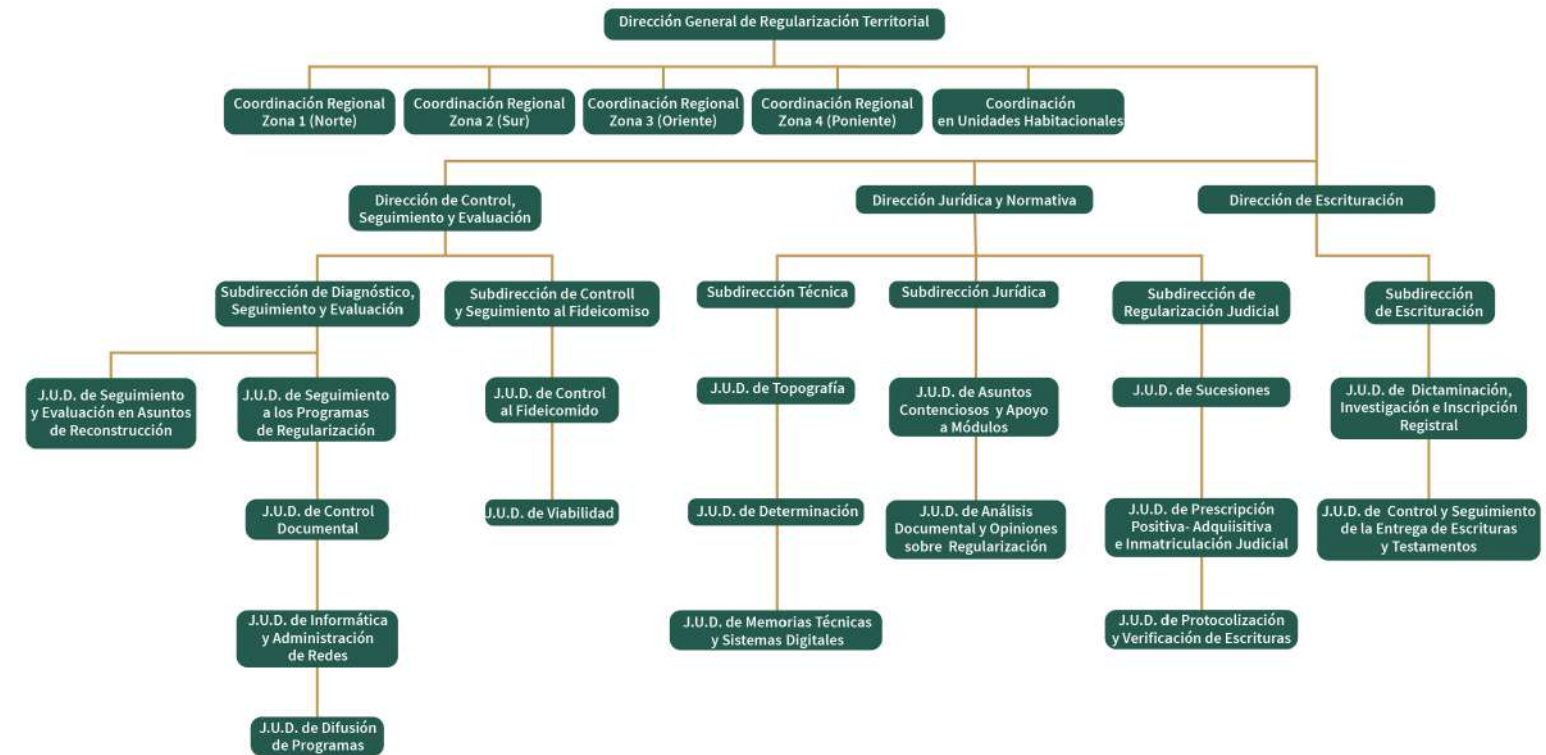 Dirección General de Regularización Territorial
Coordinación Regional
Zona 1 (Norte)
Coordinación Regional
Zona 2 (Sur)
Coordinación Regional
Zona 3 (Oriente)
Coordinación Regional
Zona 4 (Poniente)
Coordinación
en Unidades Habitacionales
Dirección de Control,
Seguimiento y Evaluación
Dirección Jurídica y Normativa
Dirección de Escrituración
Subdirección de Diagnóstico,
Seguimiento y Evaluación
Subdirección de Controll
y Seguimiento al Fideicomiso
Subdirección Técnica
Subdirección Jurídica
Subdirección de
Regularización Judicial
Subdirección
de Escrituración
J.U.D. de Seguimiento
y Evaluación en Asuntos
de Reconstrucción
J.U.D. de Seguimiento
a los Programas
de Regularización
J.U.D. de Control
al Fideicomido
J.U.D. de Topografía
J.U.D. de Asuntos
Contenciosos y Apoyo
a Módulos
J.U.D. de Sucesiones
J.U.D. de Dictaminación,
Investigación e Inscripción
Registral
J.U.D. de Control
Documental
J.U.D. de Viabilidad
J.U.D. de Determinación
J.U.D. de Análisis
Documental y Opiniones
sobre Regularización
J.U.D. de Prescripción
Positiva- Adquiisitiva
e Inmatriculación Judicial
J.U.D. de Control y Seguimiento
de la Entrega de Escrituras
y Testamentos
J.U.D. de Informática
y Administración
de Redes
J.U.D. de Memorias Técnicas
y Sistemas Digitales
J.U.D. de Protocolización
y Verificación de Escrituras
J.U.D. de Difusión
de Programas